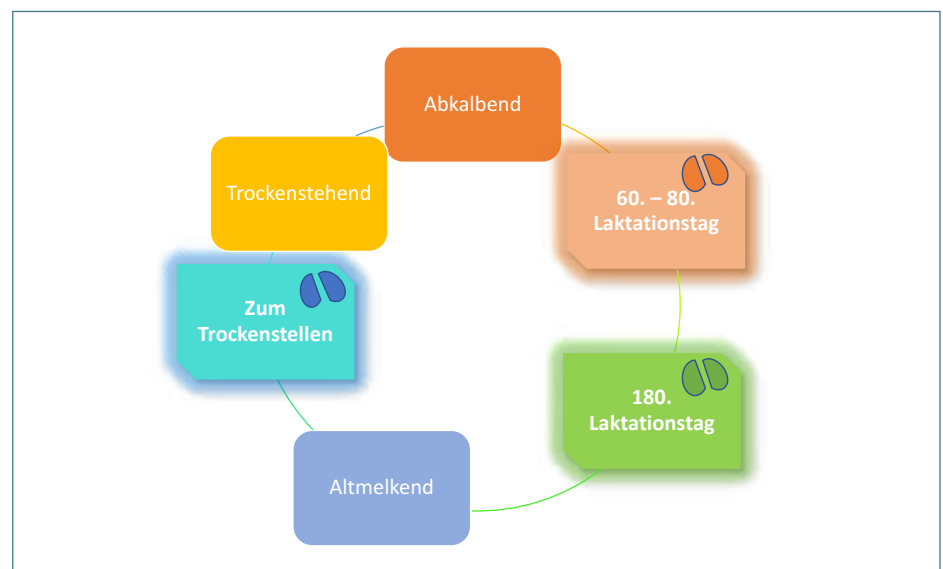 Abkalbend
60. – 80.
Laktationstag
180.
Laktationstag
Altmelkend
Zum
Trockenstellen
Trockenstehend